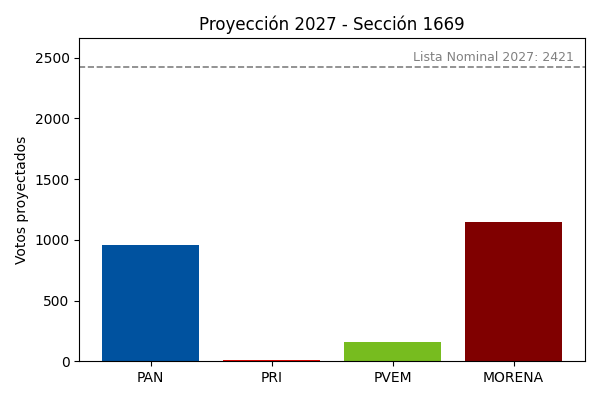 Proyección 2027 - Sección 1669
Lista Nominal 2027: 2421
Votos proyectados
2500
2000
1500
1000
500
0
PAN
PRI
PVEM
MORENA